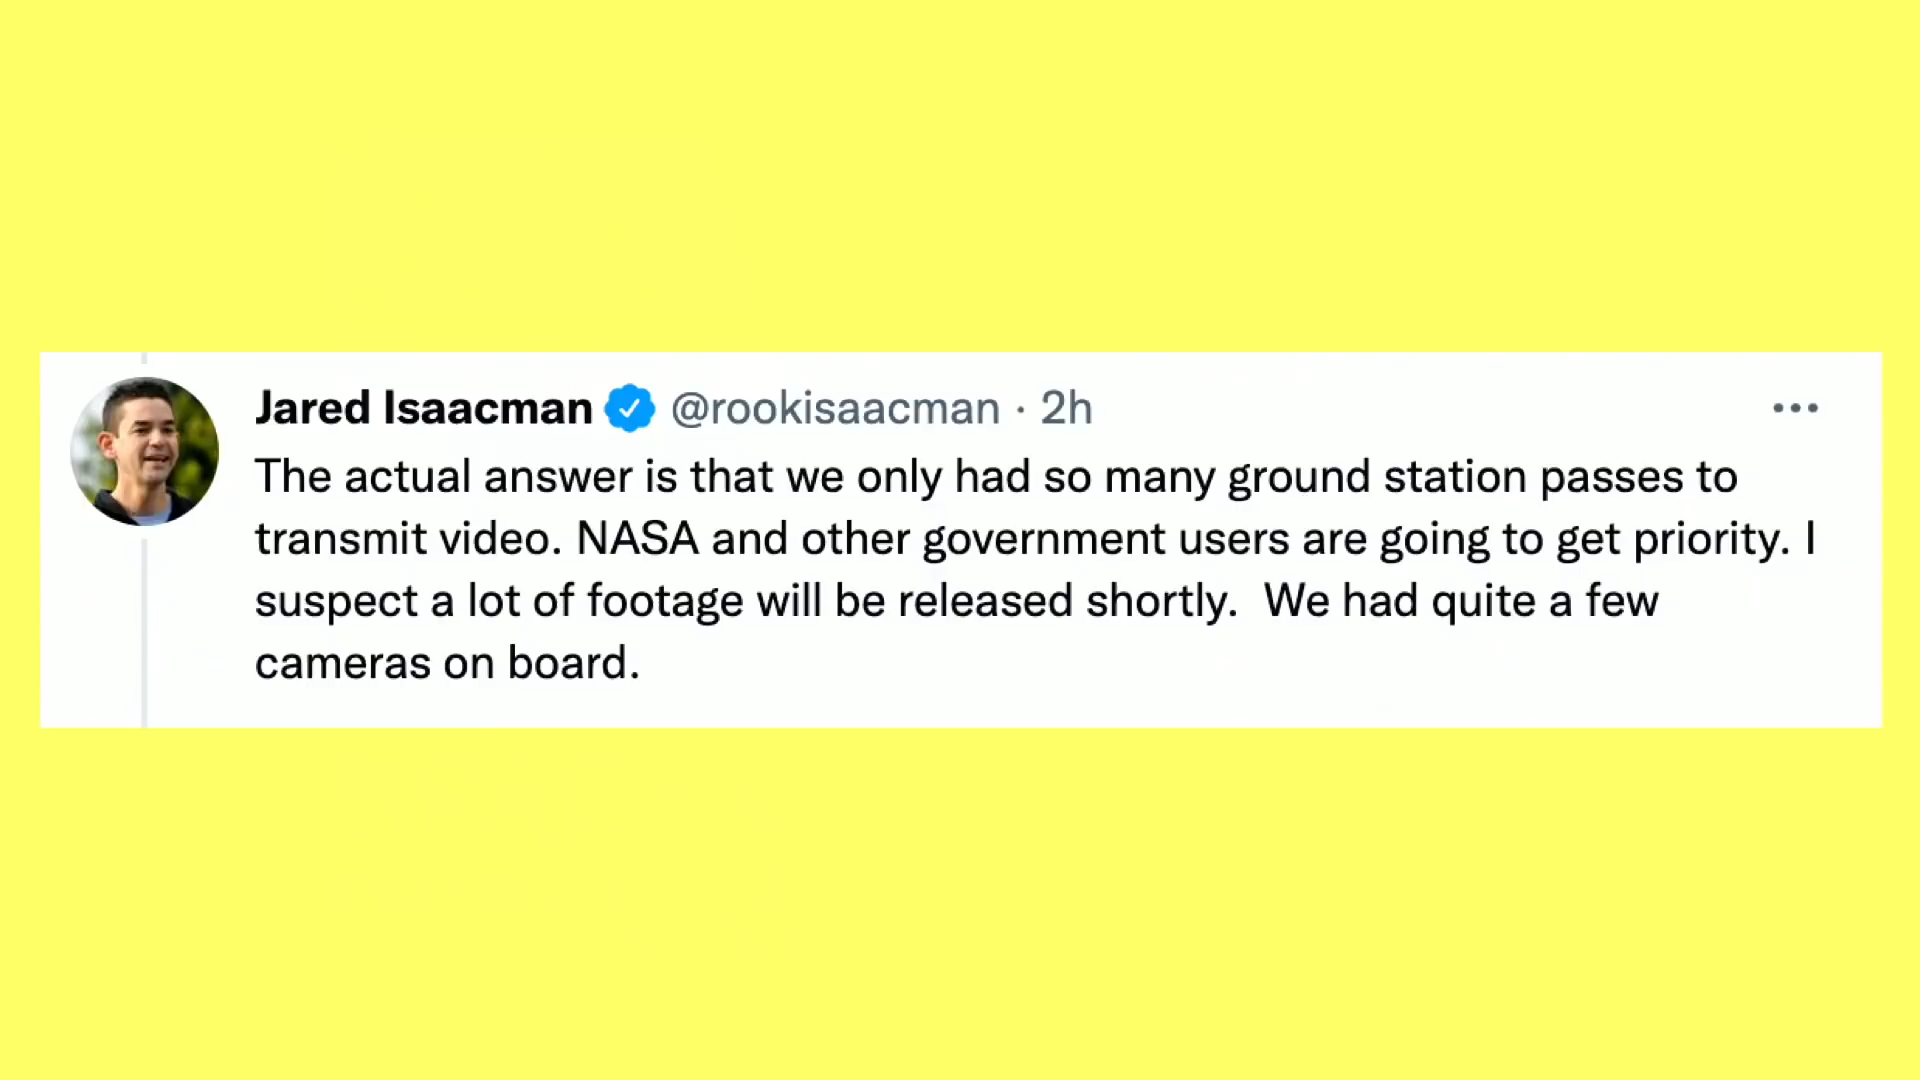 Jared Isaacman @rookisaacman · 2h
The actual answer is that we only had so many ground station passes to
transmit video. NASA and other government users are going to get priority. I
suspect a lot of footage will be released shortly.  We had quite a few
cameras on board.